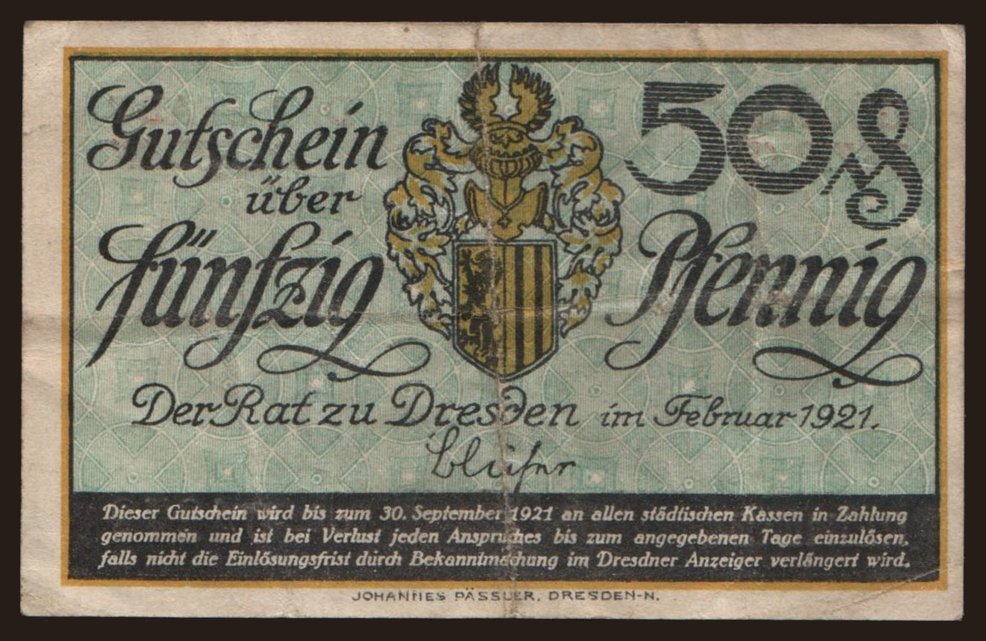 Gutschein
über
fünfzig
50 ₰
Pfennig
Der Rat zu Dresden im Februar 1921.
Blüher
Dieser Gutschein wird bis zum 30. September 1921 an allen städtischen Kassen in Zahlung
genommen und ist bei Verlust jeden Anspruches bis zum angegebenen Tage einzulösen,
falls nicht die Einlösungsfrist durch Bekanntmachung im Dresdner Anzeiger verlängert wird.
JOHANNES PÄSSLER, DRESDEN-N.